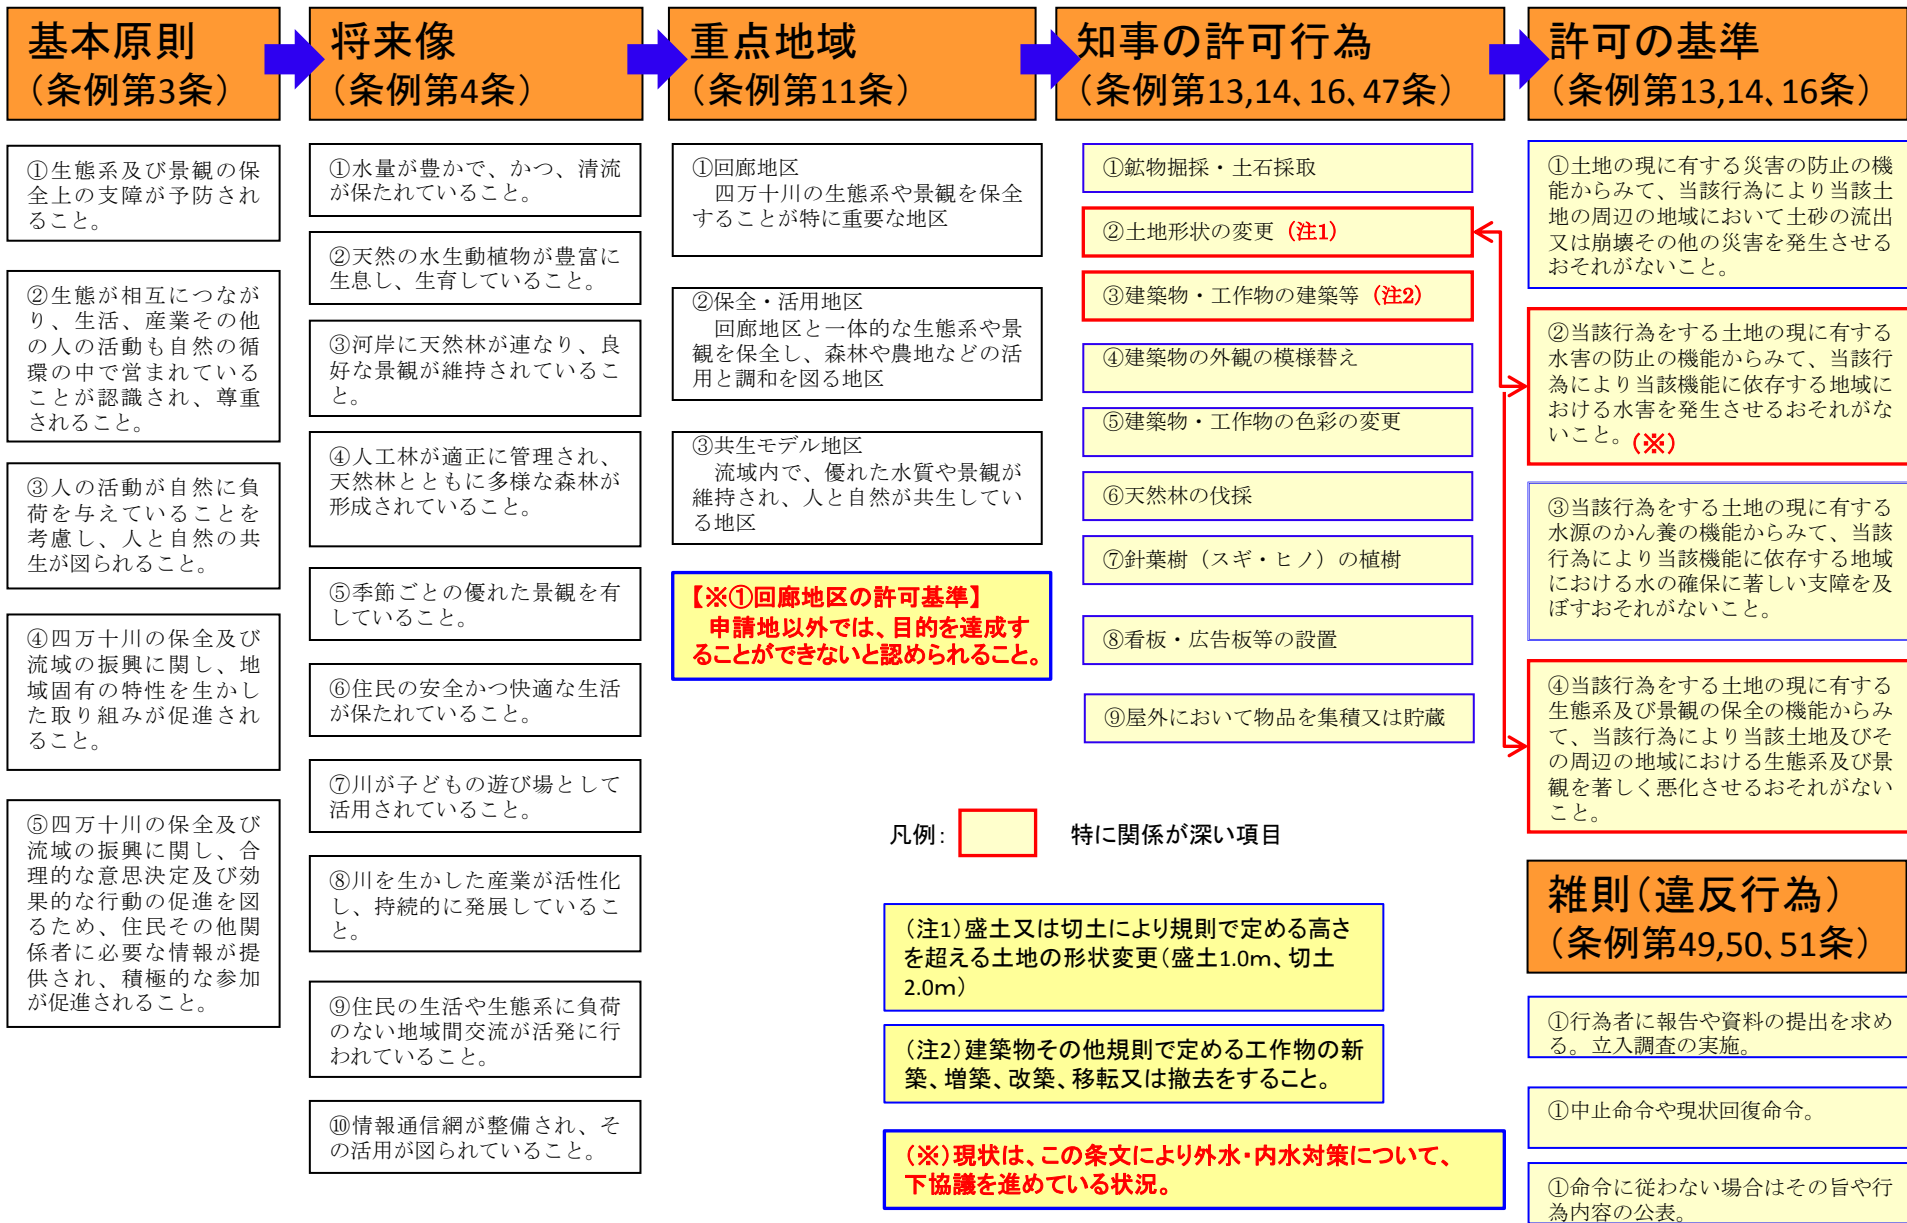 基本原則
（条例第3条）
①生態系及び景観の保
全上の支障が予防され
ること。
②生態が相互につなが
り、生活、産業その他
の人の活動も自然の循
環の中で営まれている
ことが認識され、尊重
されること。
③人の活動が自然に負
荷を与えていることを
考慮し、人と自然の共
生が図られること。
④四万十川の保全及び
流域の振興に関し、地
域固有の特性を生かし
た取り組みが促進され
ること。
⑤四万十川の保全及び
流域の振興に関し、合
理的な意思決定及び効
果的な行動の促進を図
るため、住民その他関
係者に必要な情報が提
供され、積極的な参加
が促進されること。
将来像
（条例第4条）
①水量が豊かで、かつ、清流
が保たれていること。
②天然の水生動植物が豊富に
生息し、生育していること。
③河岸に天然林が連なり、良
好な景観が維持されているこ
と。
④人工林が適正に管理され、
天然林とともに多様な森林が
形成されていること。
⑤季節ごとの優れた景観を有
していること。
⑥住民の安全かつ快適な生活
が保たれていること。
⑦川が子どもの遊び場として
活用されていること。
⑧川を生かした産業が活性化
し、持続的に発展しているこ
と。
⑨住民の生活や生態系に負荷
のない地域間交流が活発に行
われていること。
⑩情報通信網が整備され、そ
の活用が図られていること。
重点地域
（条例第11条）
①回廊地区
四万十川の生態系や景観を保全
することが特に重要な地区
②保全・活用地区
回廊地区と一体的な生態系や景
観を保全し、森林や農地などの活
用と調和を図る地区
③共生モデル地区
流域内で、優れた水質や景観が
維持され、人と自然が共生してい
る地区
【※①回廊地区の許可基準】
申請地以外では、目的を達成す
ることができないと認められること。
知事の許可行為
（条例第13,14、16、47条）
①鉱物掘採・土石採取
②土地形状の変更（注1）
③建築物・工作物の建築等（注2）
④建築物の外観の模様替え
⑤建築物・工作物の色彩の変更
⑥天然林の伐採
⑦針葉樹（スギ・ヒノ）の植樹
⑧看板・広告板等の設置
⑨屋外において物品を集積又は貯蔵
凡例：
特に関係が深い項目
（注1）盛土又は切土により規則で定める高さ
を超える土地の形状変更（盛土1.0m、切土
2.0m）
（注2）建築物その他規則で定める工作物の新
築、増築、改築、移転又は撤去をすること。
（※）現状は、この条文により外水・内水対策について、
下協議を進めている状況。
許可の基準
（条例第13,14、16条）
①土地の現に有する災害の防止の機
能からみて、当該行為により当該土
地の周辺の地域において土砂の流出
又は崩壊その他の災害を発生させる
おそれがないこと。
②当該行為をする土地の現に有する
水害の防止の機能からみて、当該行
為により当該機能に依存する地域に
おける水害を発生させるおそれがな
いこと。（※）
③当該行為をする土地の現に有する
水源のかん養の機能からみて、当該
行為により当該機能に依存する地域
における水の確保に著しい支障を及
ぼすおそれがないこと。
④当該行為をする土地の現に有する
生態系及び景観の保全の機能からみ
て、当該行為により当該土地及びそ
の周辺の地域における生態系及び景
観を著しく悪化させるおそれがない
こと。
雑則（違反行為）
（条例第49,50、51条）
①行為者に報告や資料の提出を求め
る。立入調査の実施。
①中止命令や現状回復命令。
①命令に従わない場合はその旨や行
為内容の公表。